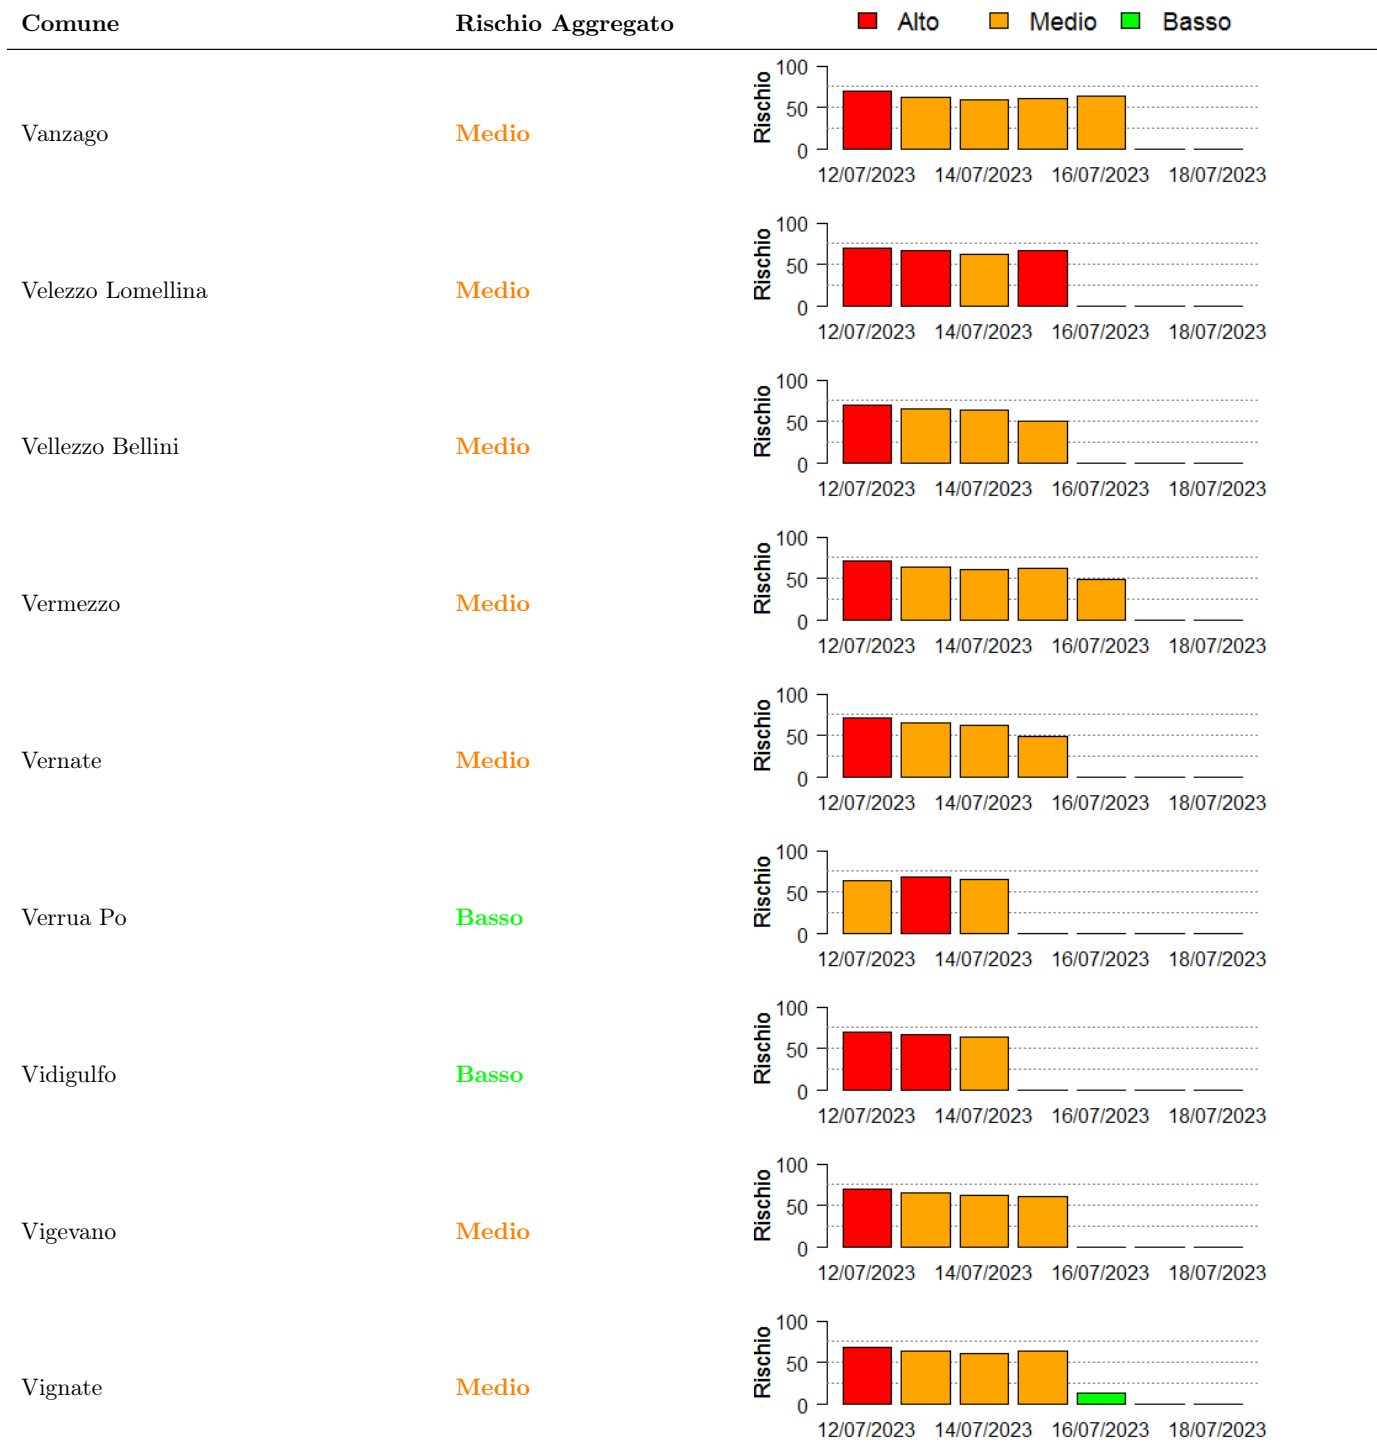 Comune Rischio Aggregato Alto Medio Basso
100
50
0
Rischio
Vanzago Medio
12/07/2023 14/07/2023 16/07/2023 18/07/2023
100
50
0
Rischio
Velezzo Lomellina Medio
12/07/2023 14/07/2023 16/07/2023 18/07/2023
100
50
0
Rischio
Vellezzo Bellini Medio
12/07/2023 14/07/2023 16/07/2023 18/07/2023
100
50
0
Rischio
Vermezzo Medio
12/07/2023 14/07/2023 16/07/2023 18/07/2023
100
50
0
Rischio
Vernate Medio
12/07/2023 14/07/2023 16/07/2023 18/07/2023
100
50
0
Rischio
Verrua Po Basso
12/07/2023 14/07/2023 16/07/2023 18/07/2023
100
50
0
Rischio
Vidigulfo Basso
12/07/2023 14/07/2023 16/07/2023 18/07/2023
100
50
0
Rischio
Vigevano Medio
12/07/2023 14/07/2023 16/07/2023 18/07/2023
100
50
0
Rischio
Vignate Medio
12/07/2023 14/07/2023 16/07/2023 18/07/2023